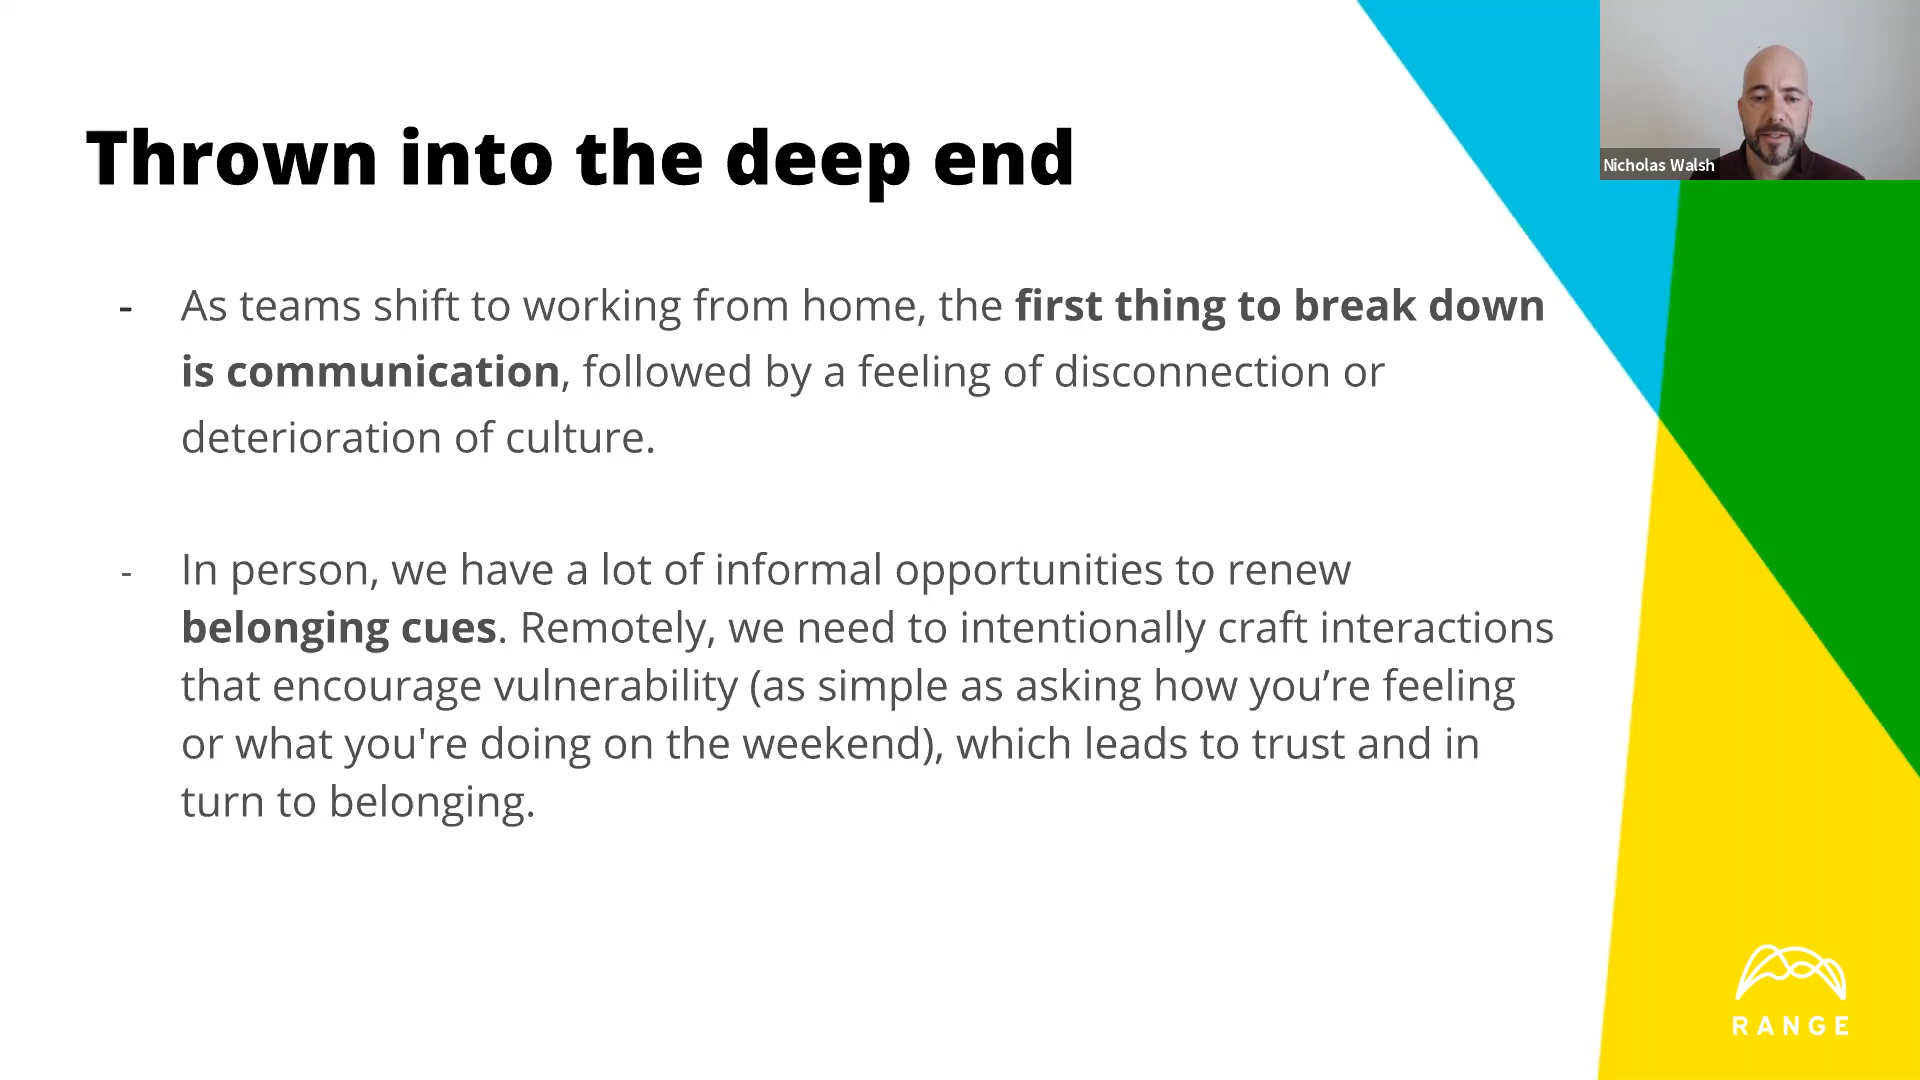 Thrown into the deep end
Nicholas Walsh
- As teams shift to working from home, the first thing to break down
is communication, followed by a feeling of disconnection or
deterioration of culture.
- In person, we have a lot of informal opportunities to renew
belonging cues. Remotely, we need to intentionally craft interactions
that encourage vulnerability (as simple as asking how you’re feeling
or what you're doing on the weekend), which leads to trust and in
turn to belonging.
RANGE